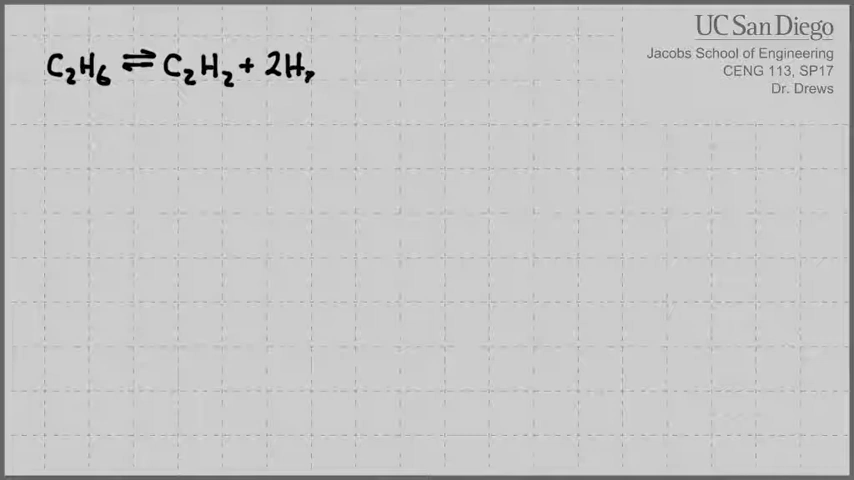 C₂H₆ ⇌ C₂H₂ + 2H₂
UC San Diego
Jacobs School of Engineering
CENG 113, SP17
Dr. Drews